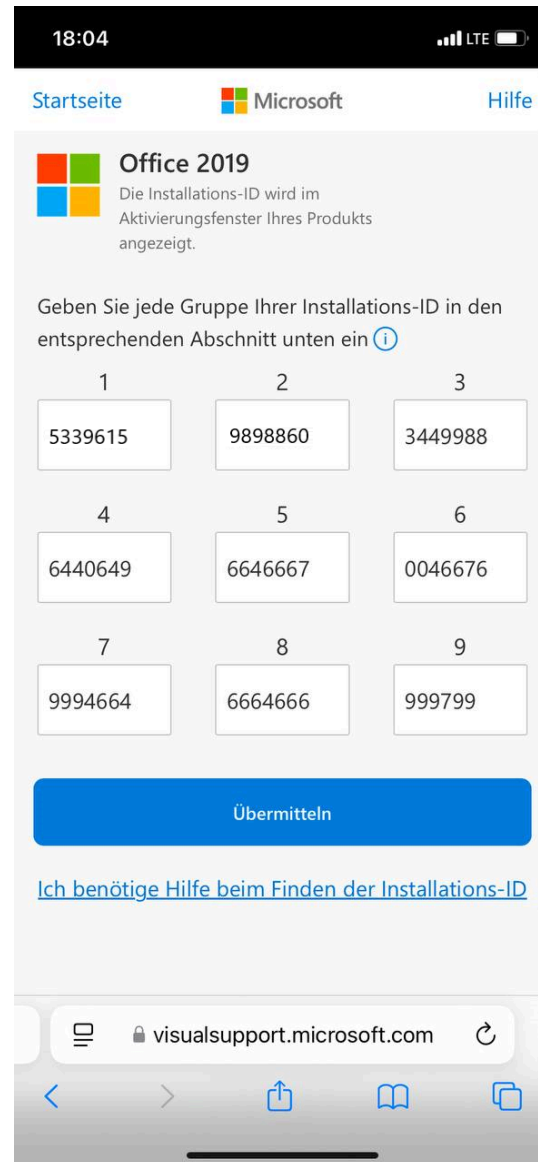 18:04
LTE
Startseite
Microsoft
Hilfe
Office 2019
Die Installations-ID wird im
Aktivierungsfenster Ihres Produkts
angezeigt.
Geben Sie jede Gruppe Ihrer Installations-ID in den
entsprechenden Abschnitt unten ein
1 2 3
5339615 9898860 3449988
4 5 6
6440649 6646667 0046676
7 8 9
9994664 6664666 999799
Übermitteln
Ich benötige Hilfe beim Finden der Installations-ID
visualsupport.microsoft.com